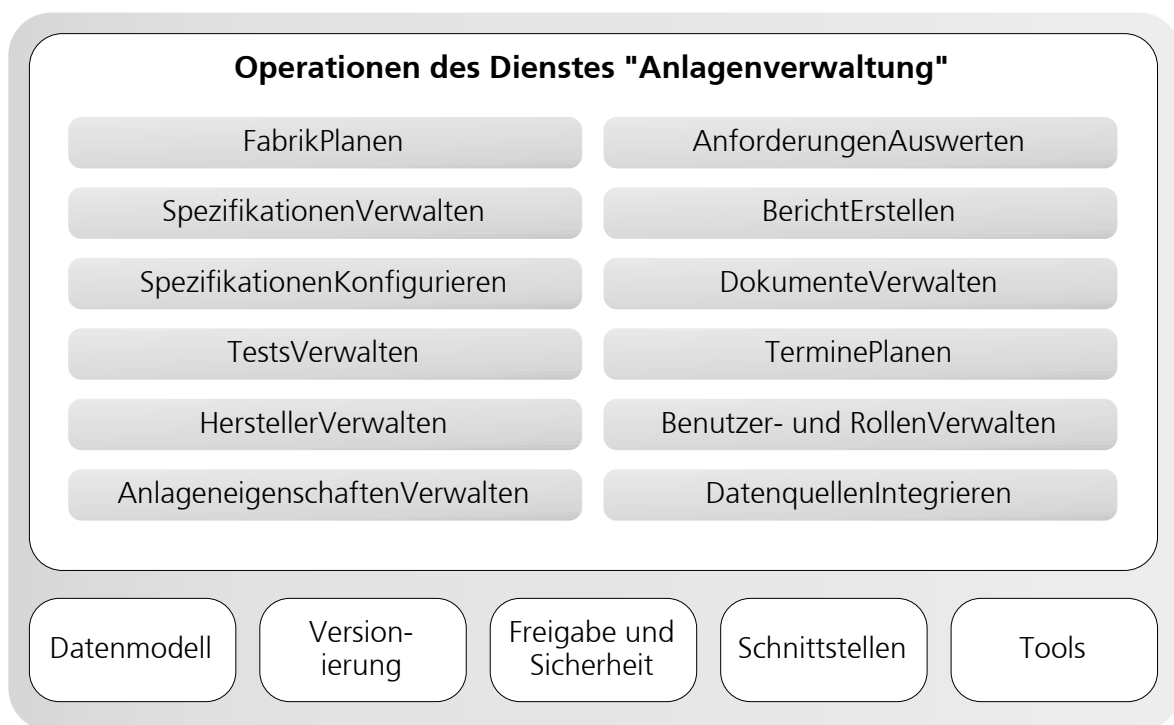 Operationen des Dienstes "Anlagenverwaltung"
FabrikPlanen
AnforderungenAuswerten
SpezifikationenVerwalten
BerichtErstellen
SpezifikationenKonfigurieren
DokumenteVerwalten
TestsVerwalten
TerminePlanen
HerstellerVerwalten
Benutzer- und RollenVerwalten
AnlageneigenschaftenVerwalten
DatenquellenIntegrieren
Datenmodell
Version-
ierung
Freigabe und
Sicherheit
Schnittstellen
Tools